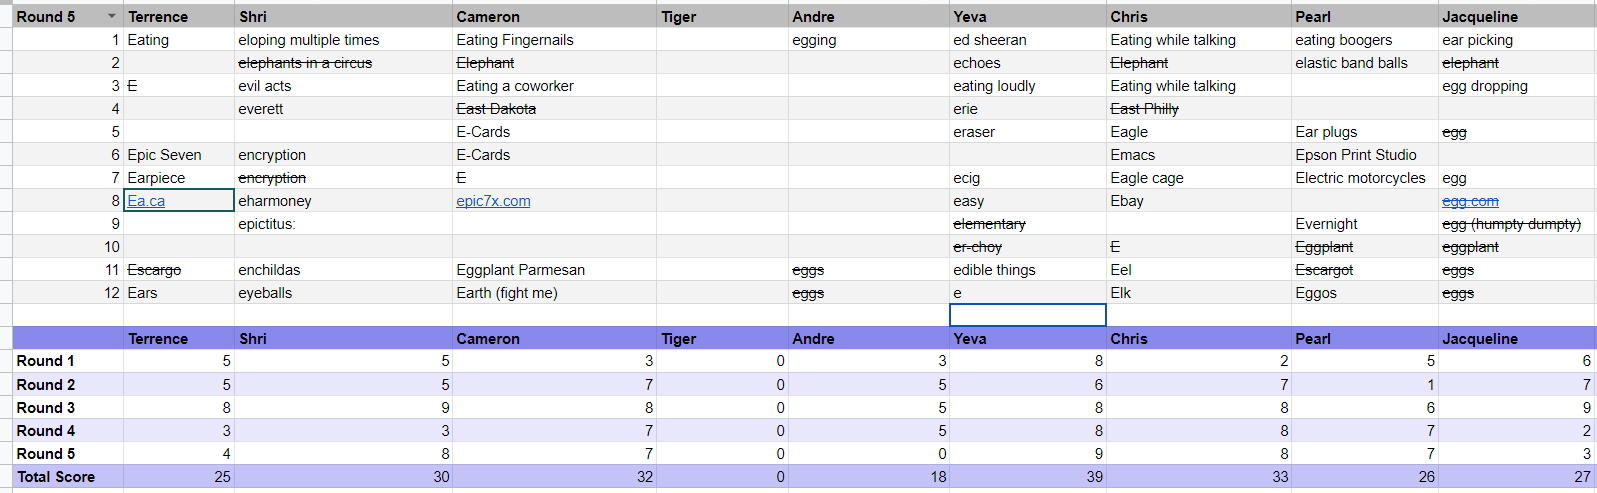 Round 5 Terrence Shri Cameron Tiger Andre Yeva Chris Pearl Jacqueline
1 Eating eloping multiple times Eating Fingernails egging ed sheeran Eating while talking eating boogers ear picking
2 elephants in a circus Elephant echoes Elephant elastic band balls elephant
3 E evil acts Eating a coworker eating loudly Eating while talking egg dropping
4 everett East Dakota erie East Philly
5 E-Cards eraser Eagle Ear plugs egg
6 Epic Seven encryption E-Cards Emacs Epson Print Studio
7 Earpiece encryption E ecig Eagle cage Electric motorcycles egg
8 Ea.ca eharmoney epic7x.com easy Ebay egg.com
9 epictitus: elementary Evernight egg (humpty dumpty)
10 er-choy E Eggplant eggplant
11 Escargo enchildas Eggplant Parmesan eggs edible things Eel Escargot eggs
12 Ears eyeballs Earth (fight me) eggs e Elk Eggos eggs
Terrence Shri Cameron Tiger Andre Yeva Chris Pearl Jacqueline
Round 1 5 5 3 0 3 8 2 5 6
Round 2 5 5 7 0 5 6 7 1 7
Round 3 8 9 8 0 5 8 8 6 9
Round 4 3 3 7 0 5 8 8 7 2
Round 5 4 8 7 0 0 9 8 7 3
Total Score 25 30 32 0 18 39 33 26 27